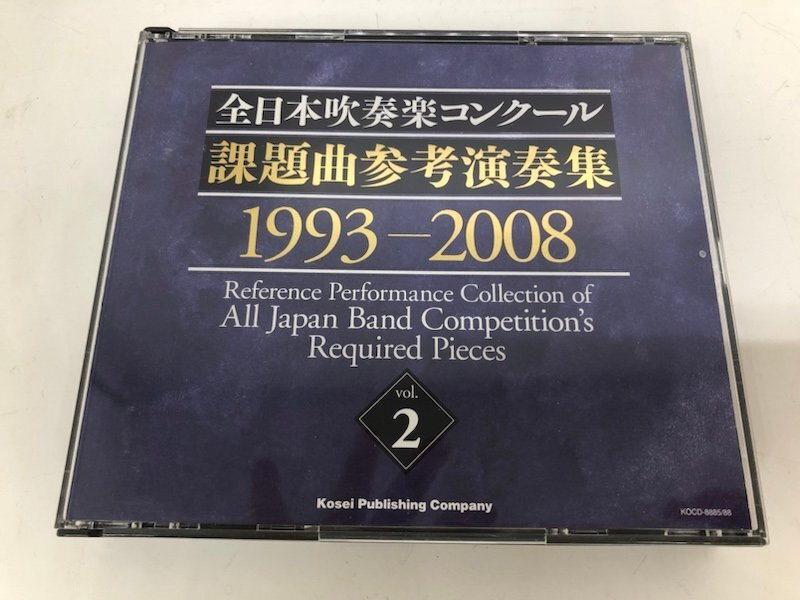 全日本吹奏楽コンクール
課題曲参考演奏集
1993－2008
Reference Performance Collection of
All Japan Band Competition's
Required Pieces
vol.
2
Kosei Publishing Company
KOCD-8885/88